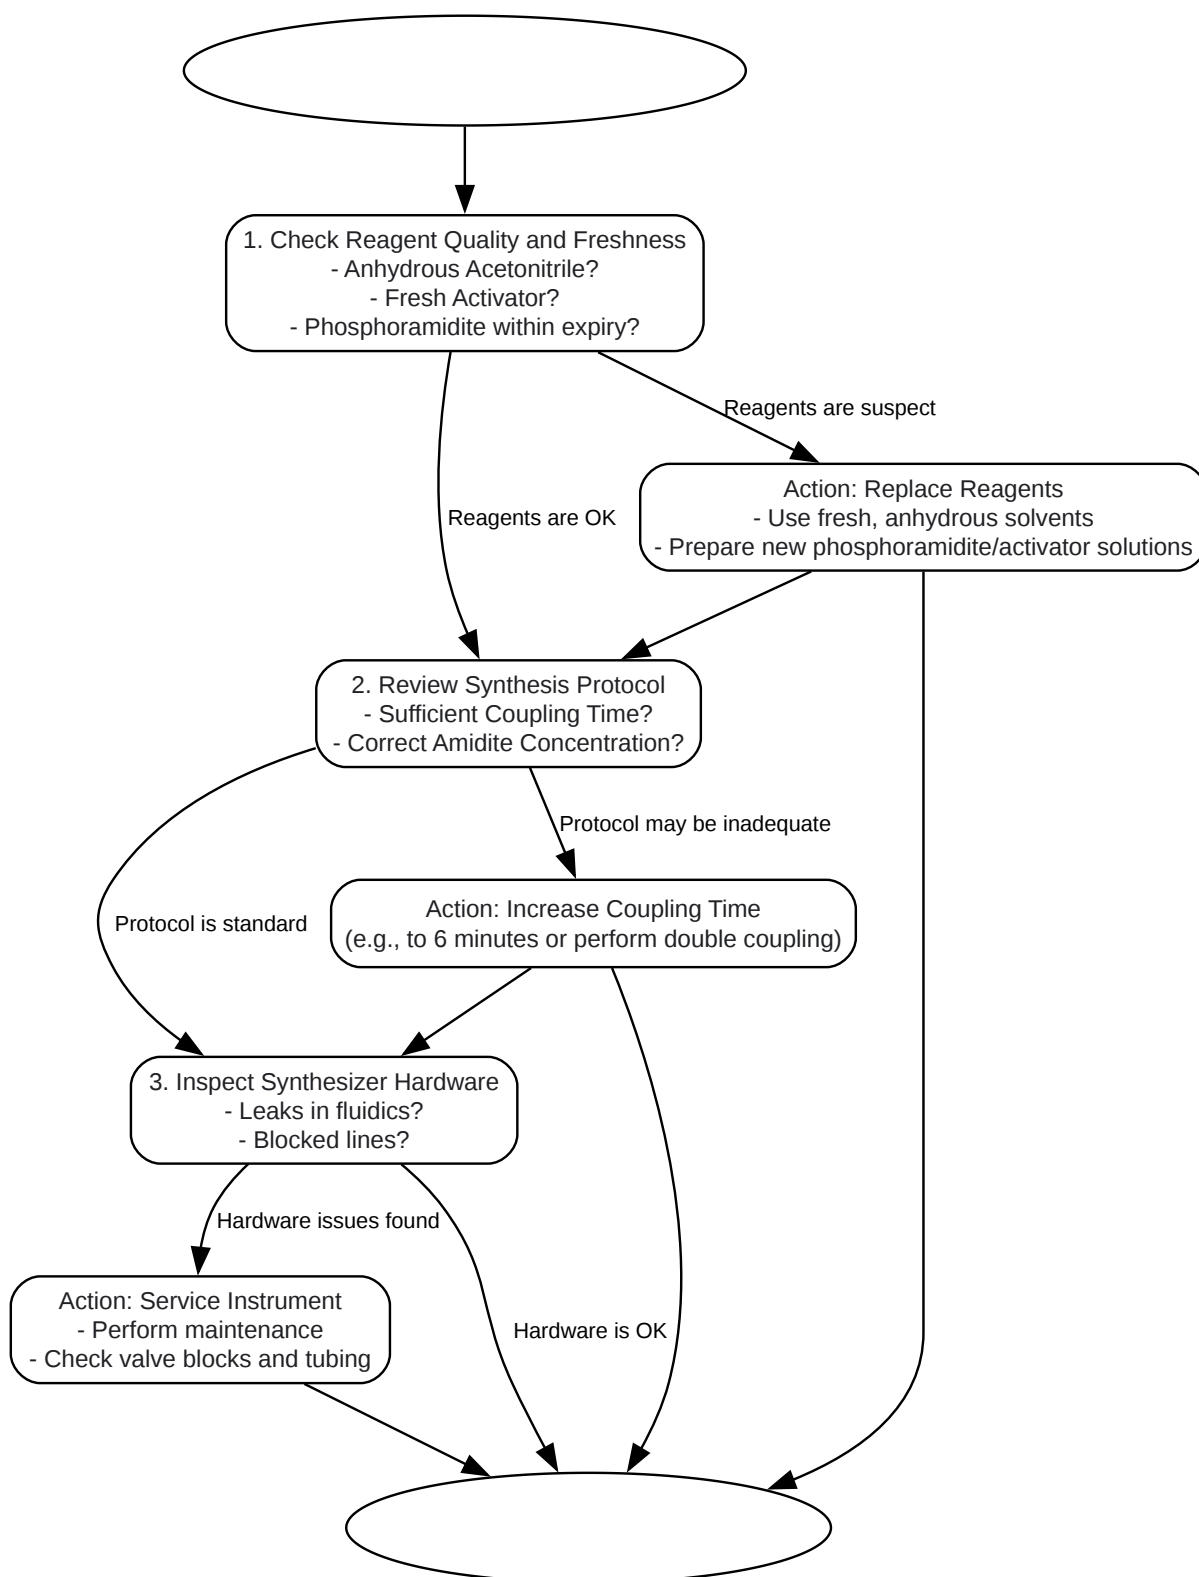 1. Check Reagent Quality and Freshness
- Anhydrous Acetonitrile?
- Fresh Activator?
- Phosphoramidite within expiry?
Reagents are suspect
Action: Replace Reagents
- Use fresh, anhydrous solvents
- Prepare new phosphoramidite/activator solutions
Reagents are OK
2. Review Synthesis Protocol
- Sufficient Coupling Time?
- Correct Amidite Concentration?
Protocol may be inadequate
Action: Increase Coupling Time
(e.g., to 6 minutes or perform double coupling)
Protocol is standard
3. Inspect Synthesizer Hardware
- Leaks in fluidics?
- Blocked lines?
Hardware issues found
Action: Service Instrument
- Perform maintenance
- Check valve blocks and tubing
Hardware is OK